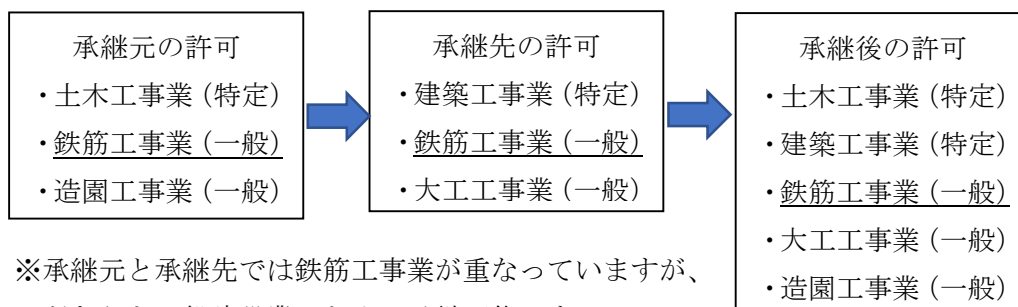 承継元の許可
・土木工事業(特定)
・鉄筋工事業(一般)
・造園工事業(一般)
承継先の許可
・建築工事業(特定)
・鉄筋工事業(一般)
・大工工事業(一般)
承継後の許可
・土木工事業(特定)
・建築工事業(特定)
・鉄筋工事業(一般)
・大工工事業(一般)
・造園工事業(一般)
※承継元と承継先では鉄筋工事業が重なっていますが、